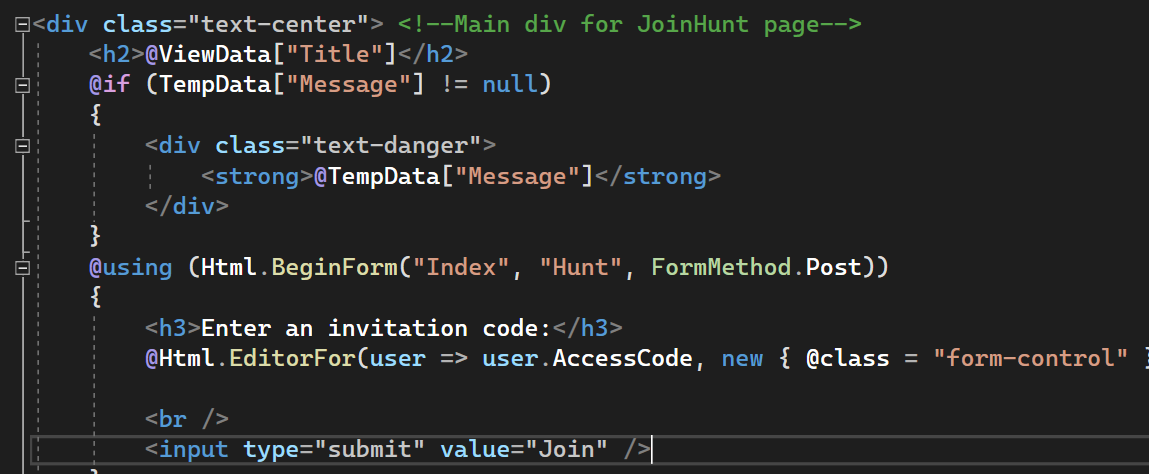 <div class="text-center"> <!--Main div for JoinHunt page-->
<h2>@ViewData["Title"]</h2>
@if (TempData["Message"] != null)
{
<div class="text-danger">
<strong>@TempData["Message"]</strong>
</div>
}
@using (Html.BeginForm("Index", "Hunt", FormMethod.Post))
{
<h3>Enter an invitation code:</h3>
@Html.EditorFor(user => user.AccessCode, new { @class = "form-control" }
<br />
<input type="submit" value="Join" />